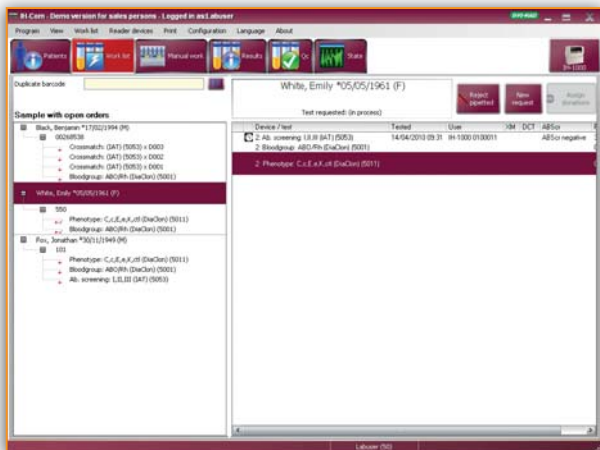 IH-Com - Demo version for sales persons - Logged in as:Labuser
Program View Work list Reader devices Print Configuration Language About
Patients Work list Manual work Results Qc Stats IH-1000
Duplicate barcode
White, Emily *05/05/1961 (F)
Test requested: (in process)
Reject pipetted
New request
Assign donations
Sample with open orders
Black, Benjamin *17/02/1994 (M)
00268538
Crossmatch: (IAT) (5053) x D003
Crossmatch: (IAT) (5053) x D002
Crossmatch: (IAT) (5053) x D001
Bloodgroup: ABO/Rh (DiaClon) (5001)
White, Emily *05/05/1961 (F)
550
Phenotype: C,c,E,e,K,ctl (DiaClon) (5011)
Bloodgroup: ABO/Rh (DiaClon) (5001)
Fox, Jonathan *30/11/1949 (M)
101
Phenotype: C,c,E,e,K,ctl (DiaClon) (5011)
Bloodgroup: ABO/Rh (DiaClon) (5001)
Ab. screening: I,II,III (IAT) (5053)
Device / test Tested User XM DCT ABScr
2: Ab. screening: I,II,III (IAT) (5053) 14/04/2010 09:31 IH-1000 0100011 ABScr negative
2: Bloodgroup: ABO/Rh (DiaClon) (5001)
2: Phenotype: C,c,E,e,K,ctl (DiaClon) (5011)
Labuser (50)